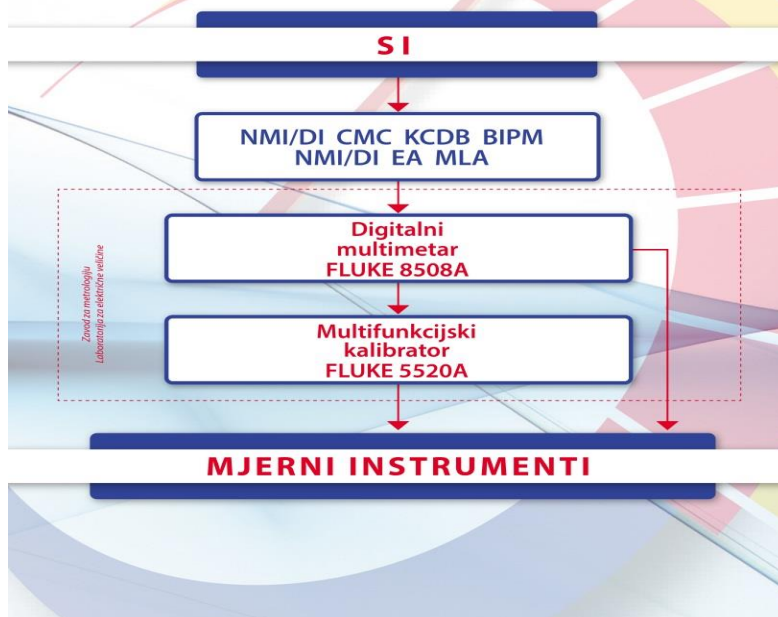 SI
NMI/DI CMC KCDB BIPM
NMI/DI EA MLA
Digitalni
multimetar
FLUKE 8508A
Zavod za metrologiju
Laboratorija za električne veličine
Multifunkcijski
kalibrator
FLUKE 5520A
MJERNI INSTRUMENTI